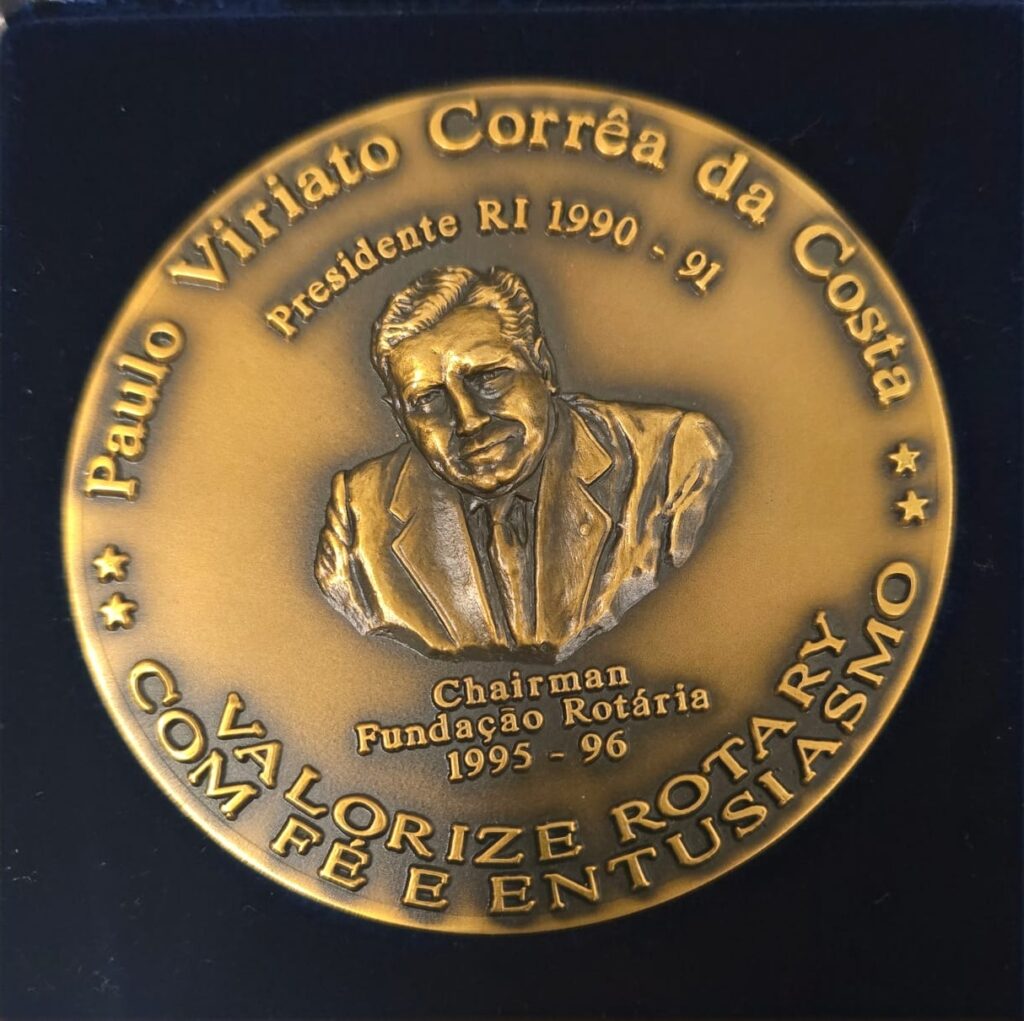 Paulo Viriato Corrêa da Costa
Presidente RI 1990 - 91
Chairman
Fundação Rotária
1995 - 96
VALORIZE ROTARY
COM FÉ E ENTUSIASMO